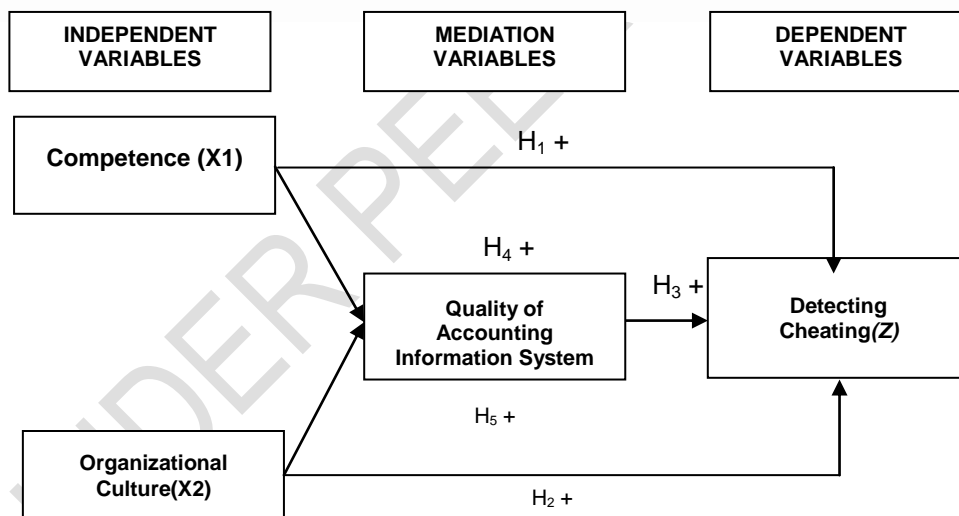 INDEPENDENT
VARIABLES
MEDIATION
VARIABLES
DEPENDENT
VARIABLES
Competence (X1)
H₁ +
H₄ +
H₃ +
Quality of
Accounting
Information System
Detecting
Cheating(Z)
H₅ +
Organizational
Culture(X2)
H₂ +